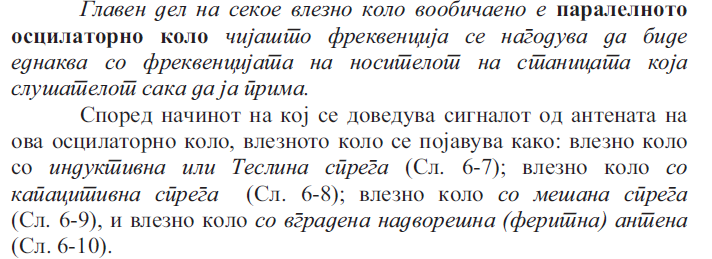 Главен дел на секое влезно коло вообичаено е паралелното
осцилаторно коло чијашто фреквенција се нагодува да биде
еднаква со фреквенцијата на носителот на станицата која
слушателот сака да ја прима.
Според начинот на кој се доведува сигналот од антената на
ова осцилаторно коло, влезното коло се појавува како: влезно коло
со индуктивна или Теслина спрега (Сл. 6-7); влезно коло со
капацитивна спрега (Сл. 6-8); влезно коло со мешана спрега
(Сл. 6-9), и влезно коло со вградена надворешна (феритна) антена
(Сл. 6-10).